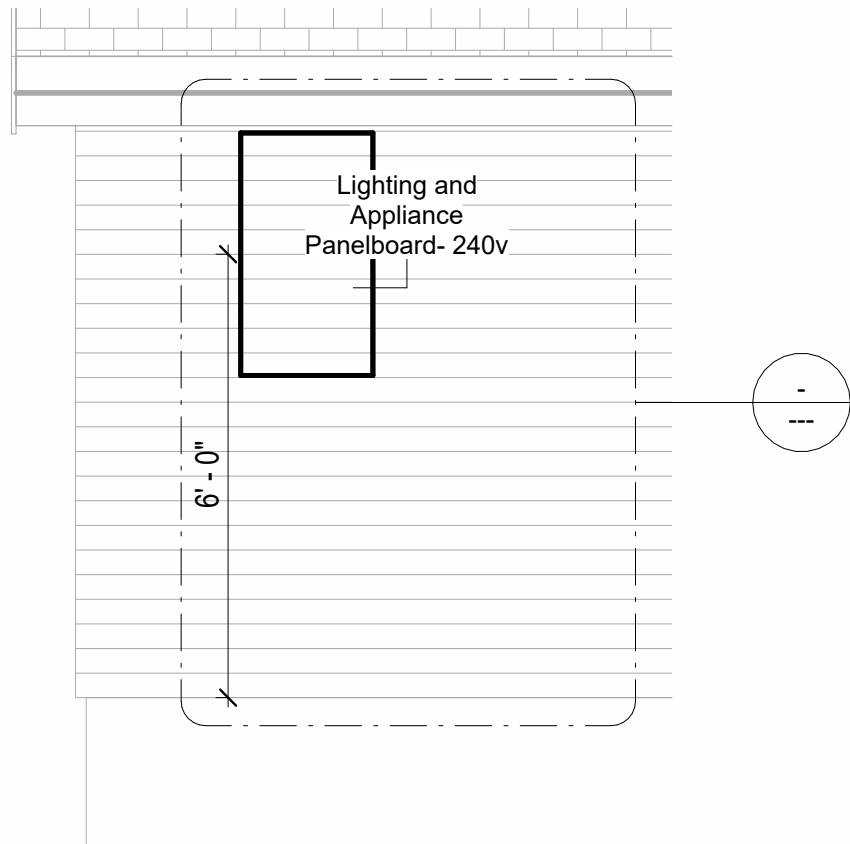 Lighting and
Appliance
Panelboard- 240v
6' - 0"
-
---